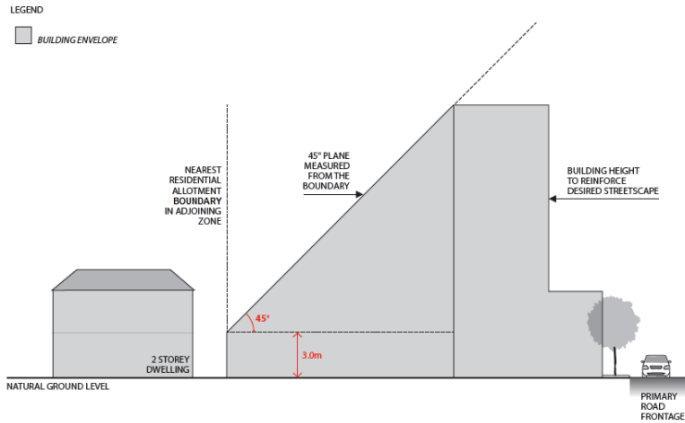 LEGEND
BUILDING ENVELOPE
NEAREST
RESIDENTIAL
ALLOTMENT
BOUNDARY
IN ADJOINING
ZONE
45° PLANE
MEASURED
FROM THE
BOUNDARY
BUILDING HEIGHT
TO REINFORCE
DESIRED STREETSCAPE
45°
3.0m
2 STOREY
DWELLING
NATURAL GROUND LEVEL
PRIMARY
ROAD
FRONTAGE